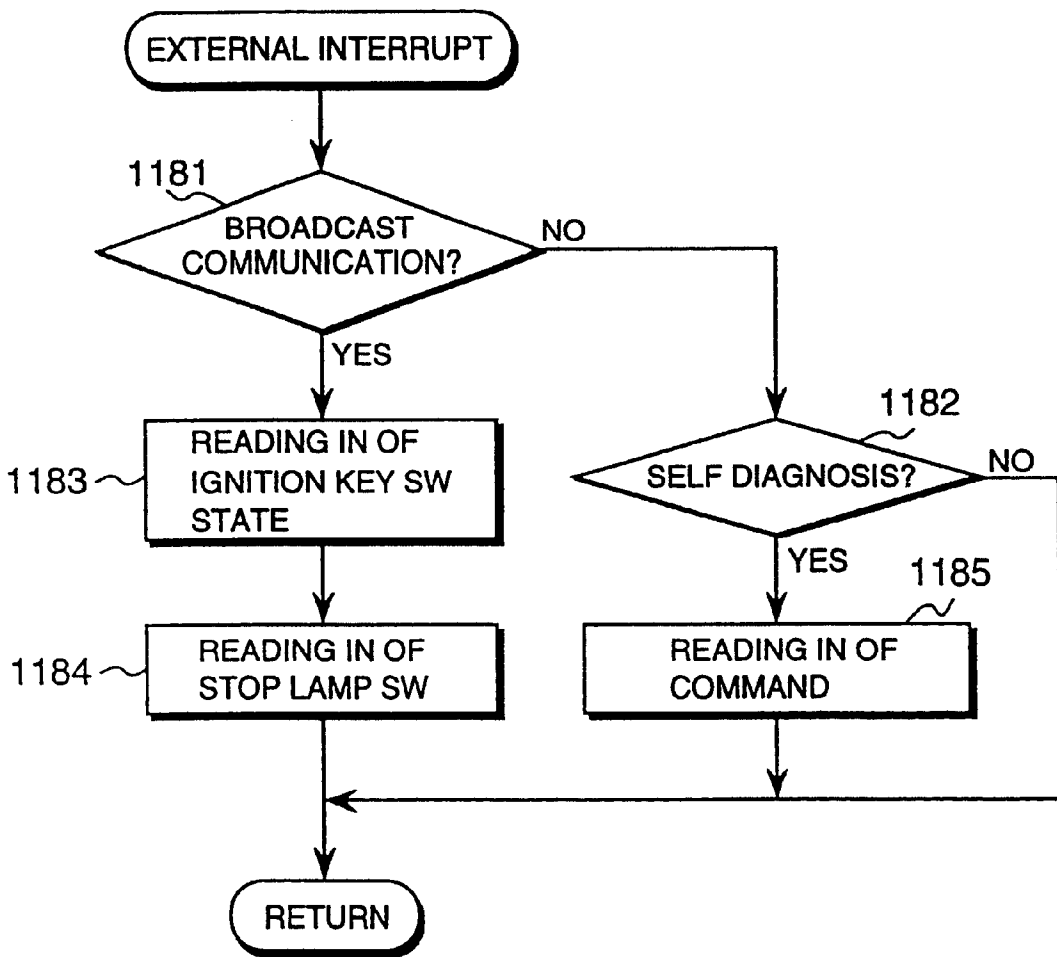 EXTERNAL INTERRUPT
1181
BROADCAST
COMMUNICATION?
NO
YES
1182
SELF DIAGNOSIS?
NO
YES
1183
READING IN OF
IGNITION KEY SW
STATE
1185
READING IN OF
COMMAND
1184
READING IN OF
STOP LAMP SW
RETURN